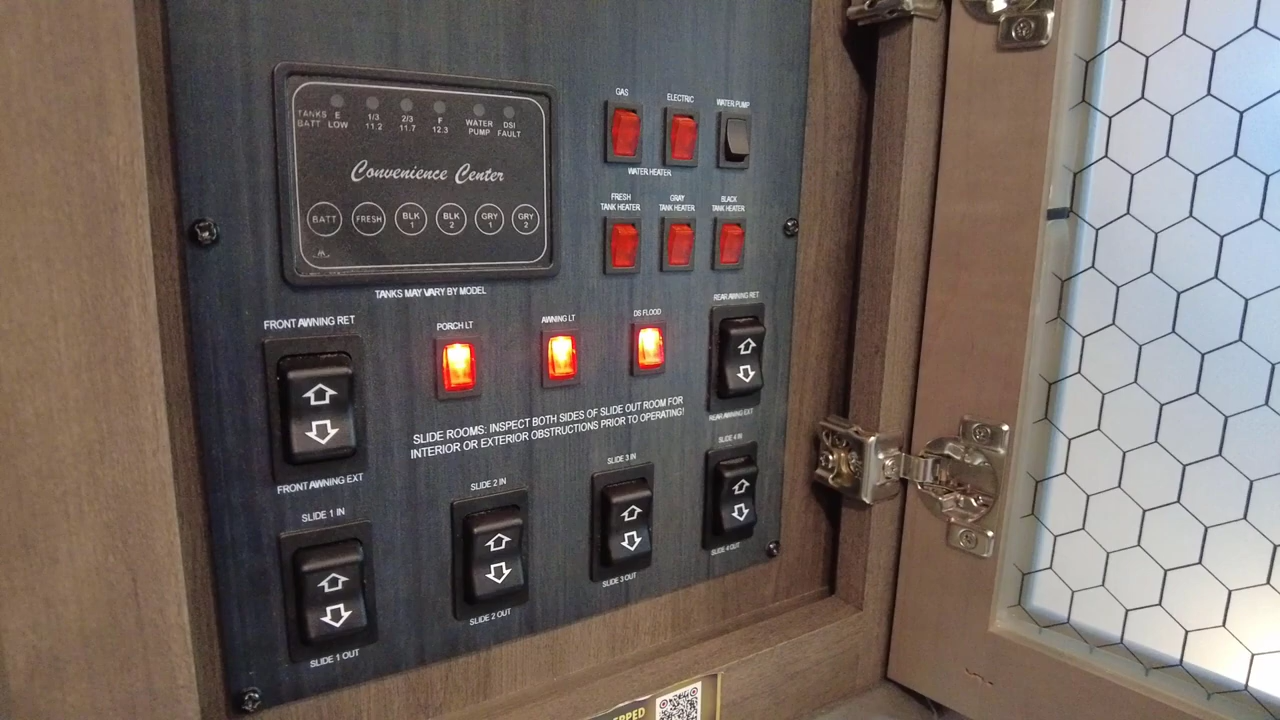 TANKS E 1/3 2/3 F WATER DSI
BATT LOW 11.2 11.7 12.3 PUMP FAULT
Convenience Center
BATT FRESH BLK 1 BLK 2 GRY 1 GRY 2
TANKS MAY VARY BY MODEL
GAS ELECTRIC WATER PUMP
WATER HEATER
FRESH TANK HEATER
GRAY TANK HEATER
BLACK TANK HEATER
FRONT AWNING RET
PORCH LT
AWNING LT
DS FLOOD
REAR AWNING RET
FRONT AWNING EXT
SLIDE ROOMS: INSPECT BOTH SIDES OF SLIDE OUT ROOM FOR
INTERIOR OR EXTERIOR OBSTRUCTIONS PRIOR TO OPERATING!
REAR AWNING EXT
SLIDE 1 IN
SLIDE 2 IN
SLIDE 3 IN
SLIDE 4 IN
SLIDE 1 OUT
SLIDE 2 OUT
SLIDE 3 OUT
SLIDE 4 OUT